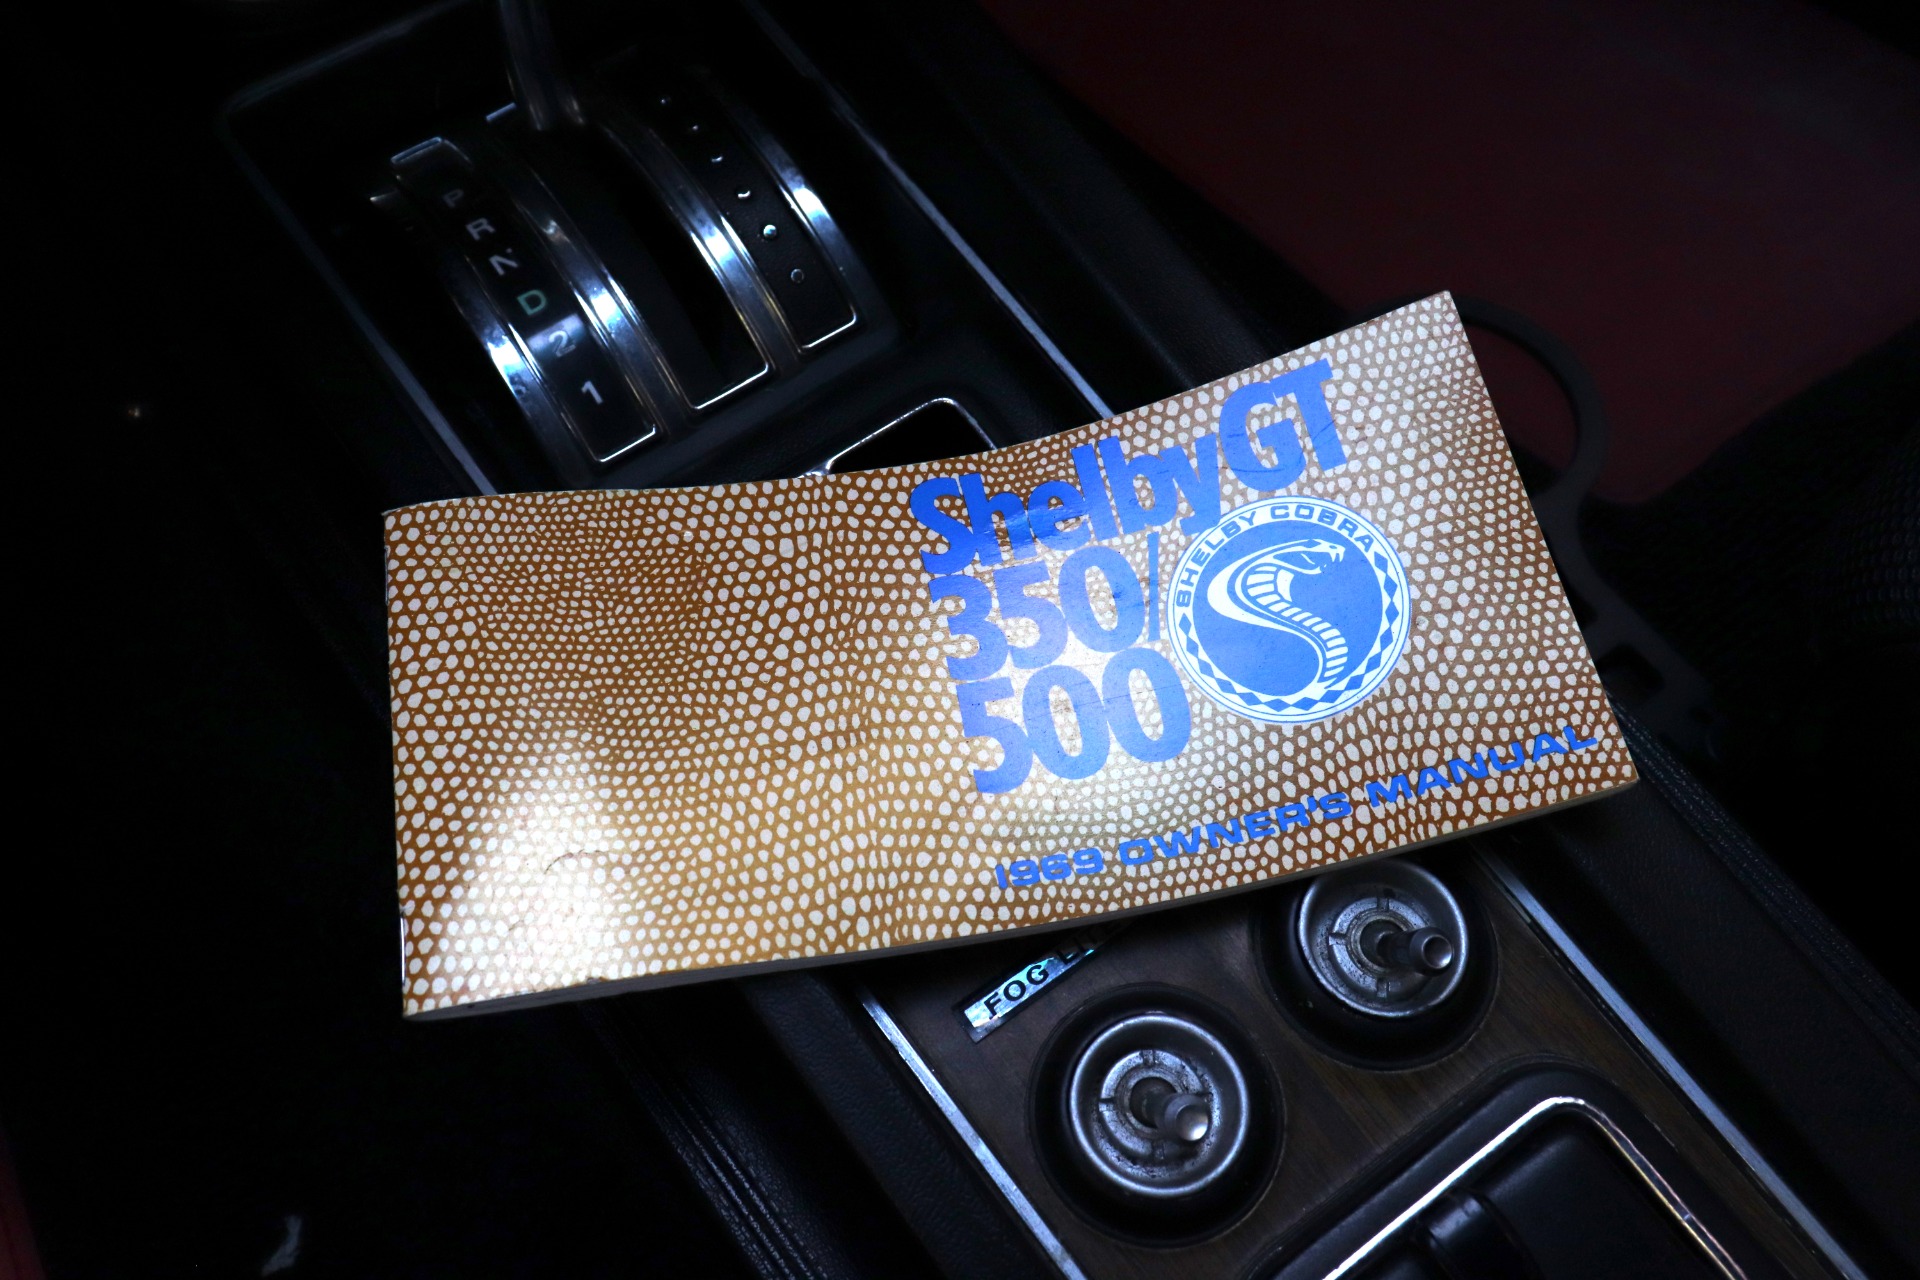 P
R
N
D
2
1
Shelby GT
350/
500
SHELBY COBRA
1969 OWNER'S MANUAL
FOG